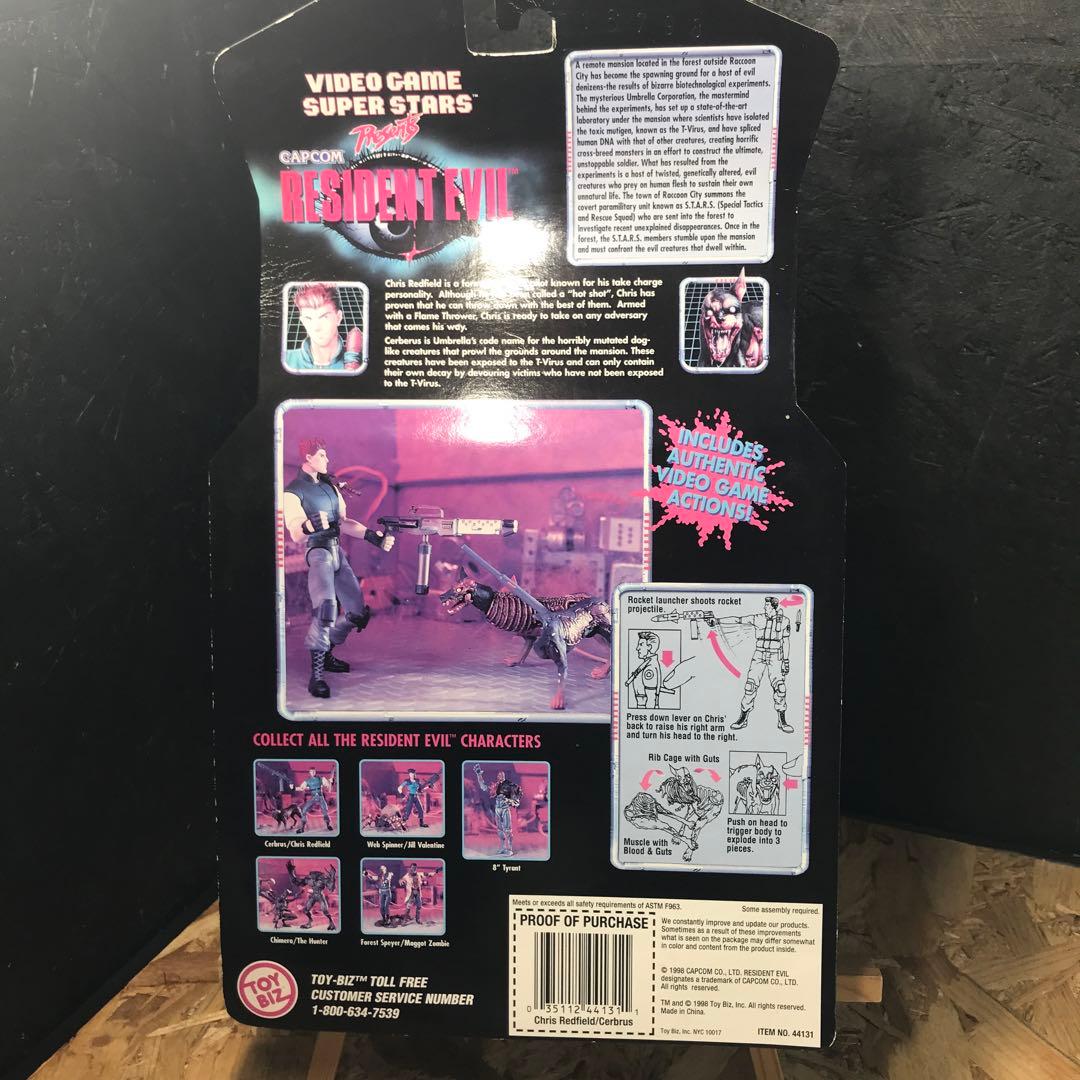 VIDEO GAME
SUPER STARS™
Presents
CAPCOM
RESIDENT EVIL™
A remote mansion located in the forest outside Raccoon
City has become the spawning ground for a host of evil
denizens-the results of bizarre biotechnological experiments.
The mysterious Umbrella Corporation, the mastermind
behind the experiments, has set up a state-of-the-art
laboratory under the mansion where scientists have isolated
the toxic mutigen, known as the T-Virus, and have spliced
human DNA with that of other creatures, creating horrific
cross-breed monsters in an effort to construct the ultimate,
unstoppable soldier. What has resulted from the
experiments is a host of twisted, genetically altered, evil
creatures who prey on human flesh to sustain their own
unnatural life. The town of Raccoon City summons the
covert paramilitary unit known as S.T.A.R.S. (Special Tactics
and Rescue Squad) who are sent into the forest to
investigate recent unexplained disappearances. Once in the
forest, the S.T.A.R.S. members stumble upon the mansion
and must confront the evil creatures that dwell within.
Chris Redfield is a known for his take charge
personality. Although called a "hot shot", Chris has
proven that he can throw down with the best of them. Armed
with a Flame Thrower, Chris is ready to take on any adversary
that comes his way.
Cerberus is Umbrella's code name for the horribly mutated dog-
like creatures that prowl the grounds around the mansion. These
creatures have been exposed to the T-Virus and can only contain
their own decay by devouring victims who have not been exposed
to the T-Virus.
INCLUDES
AUTHENTIC
VIDEO GAME
ACTIONS!
Rocket launcher shoots rocket
projectile.
Press down lever on Chris'
back to raise his right arm
and turn his head to the right.
Rib Cage with Guts
Muscle with
Blood & Guts
Push on head to
trigger body to
explode into 3
pieces.
COLLECT ALL THE RESIDENT EVIL™ CHARACTERS
Cerbrus/Chris Redfield
Web Spinner/Jill Valentine
8" Tyrant
Chimera/The Hunter
Forest Speyer/Maggot Zombie
TOY BIZ
TOY-BIZ™ TOLL FREE
CUSTOMER SERVICE NUMBER
1-800-634-7539
Meets or exceeds all safety requirements of ASTM F963.
Some assembly required.
PROOF OF PURCHASE
0 35112 44131 1
Chris Redfield/Cerbrus
We constantly improve and update our products.
Sometimes as a result of these improvements
what is seen on the package may differ somewhat
in color and content from the product inside.
© 1998 CAPCOM CO., LTD. RESIDENT EVIL
designates a trademark of CAPCOM CO., LTD.
All rights reserved.
TM and © 1998 Toy Biz, Inc. All rights reserved.
Made in China.
Toy Biz, Inc. NYC 10017
ITEM NO. 44131